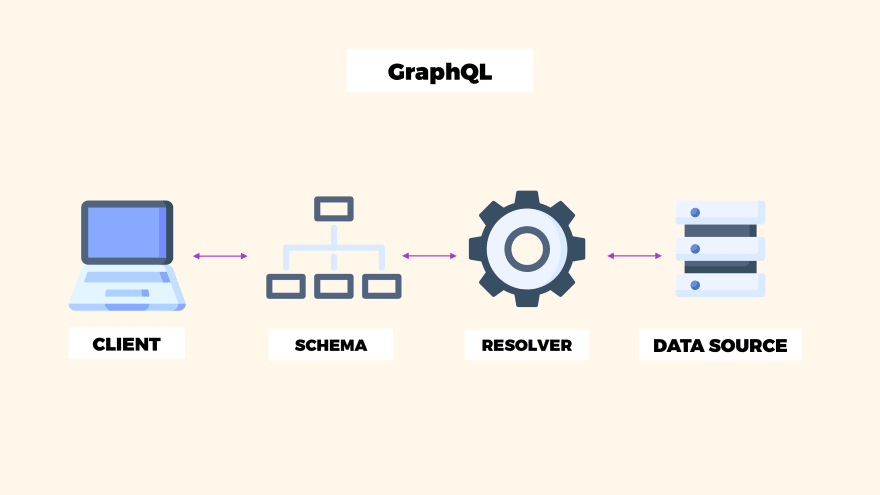 GraphQL
CLIENT
SCHEMA
RESOLVER
DATA SOURCE